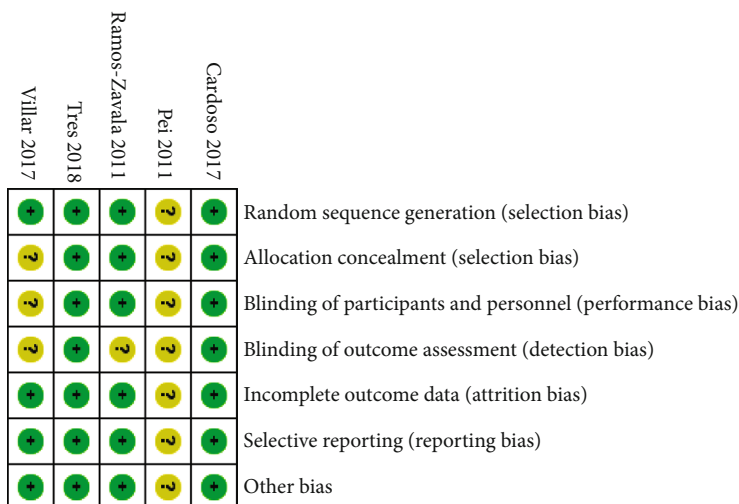 Villar 2017
Tres 2018
Ramos-Zavala 2011
Pei 2011
Cardoso 2017
+ + + ? + Random sequence generation (selection bias)
? + + ? + Allocation concealment (selection bias)
? + + ? + Blinding of participants and personnel (performance bias)
? + ? ? + Blinding of outcome assessment (detection bias)
+ + + ? + Incomplete outcome data (attrition bias)
+ + + ? + Selective reporting (reporting bias)
+ + + ? + Other bias